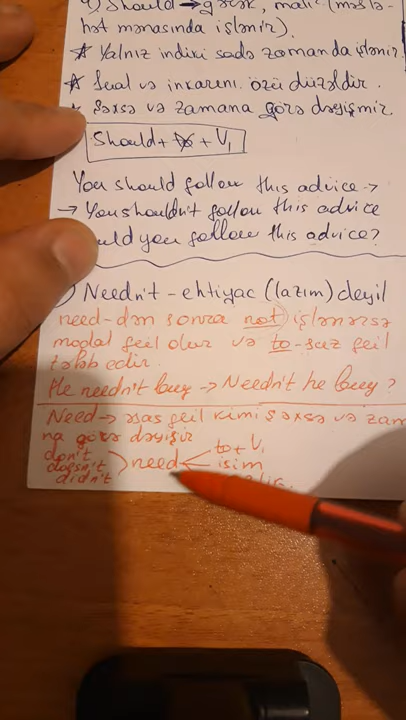 4) Should → gərək, məli (məslə-
hət mənasında işlənir).
* Yalnız indiki sadə zamanda işlənir
* Sual və inkarını özü düzəldir.
* Şəxsə və zamana görə dəyişmir.
Should + to + V1
You should follow this advice →
→ You shouldn't follow this advice
you follow this advice?
) Needn't - ehtiyac (lazım) deyil
need-dən sonra not işlənərsə
modal feil olur və to-suz feil
tələb edir.
He needn't buy → Needn't he buy?
Need → əsas feil kimi şəxsə və zam
na görə dəyişir
don't
doesn't
didn't
need
to + V1
isim